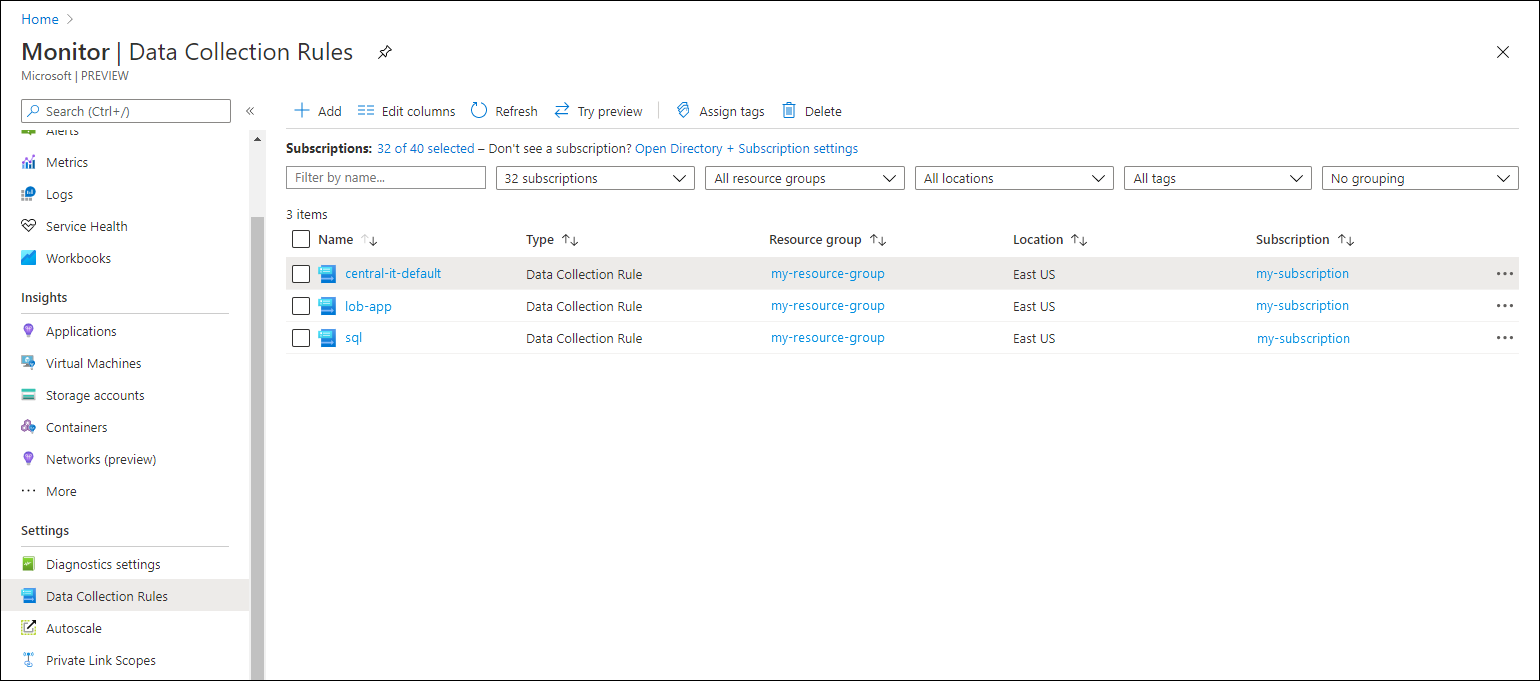 Home
Monitor | Data Collection Rules
Microsoft | PREVIEW
Search (Ctrl+/)
Add Edit columns Refresh Try preview Assign tags Delete
Subscriptions: 32 of 40 selected – Don't see a subscription? Open Directory + Subscription settings
Filter by name... 32 subscriptions All resource groups All locations All tags No grouping
3 items
Name Type Resource group Location Subscription
central-it-default Data Collection Rule my-resource-group East US my-subscription
lob-app Data Collection Rule my-resource-group East US my-subscription
sql Data Collection Rule my-resource-group East US my-subscription
Alerts
Metrics
Logs
Service Health
Workbooks
Insights
Applications
Virtual Machines
Storage accounts
Containers
Networks (preview)
More
Settings
Diagnostics settings
Data Collection Rules
Autoscale
Private Link Scopes